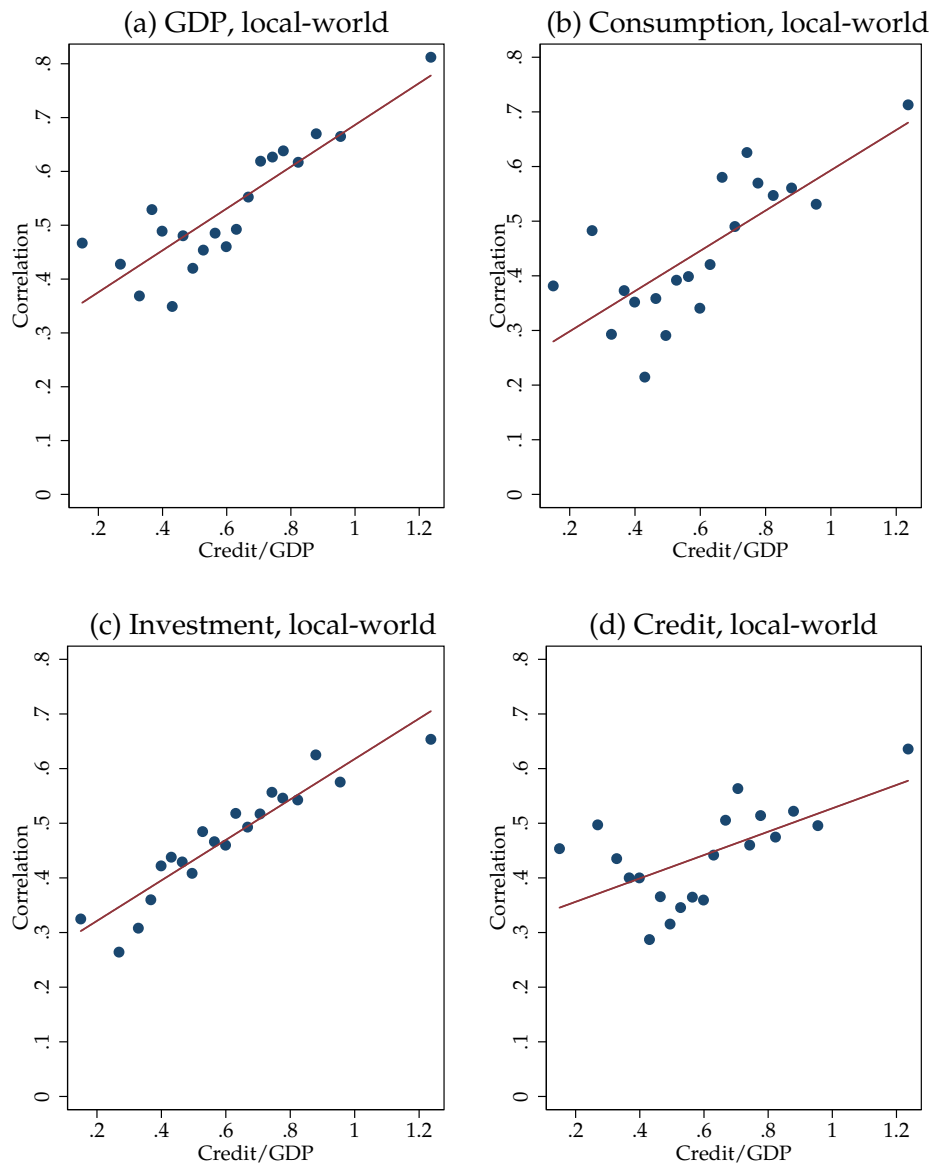 (a) GDP, local-world
.8
.7
.6
.5
.4
.3
.2
.1
0
Correlation
.2 .4 .6 .8 1 1.2
Credit/GDP
(b) Consumption, local-world
.8
.7
.6
.5
.4
.3
.2
.1
0
Correlation
.2 .4 .6 .8 1 1.2
Credit/GDP
(c) Investment, local-world
.8
.7
.6
.5
.4
.3
.2
.1
0
Correlation
.2 .4 .6 .8 1 1.2
Credit/GDP
(d) Credit, local-world
.8
.7
.6
.5
.4
.3
.2
.1
0
Correlation
.2 .4 .6 .8 1 1.2
Credit/GDP